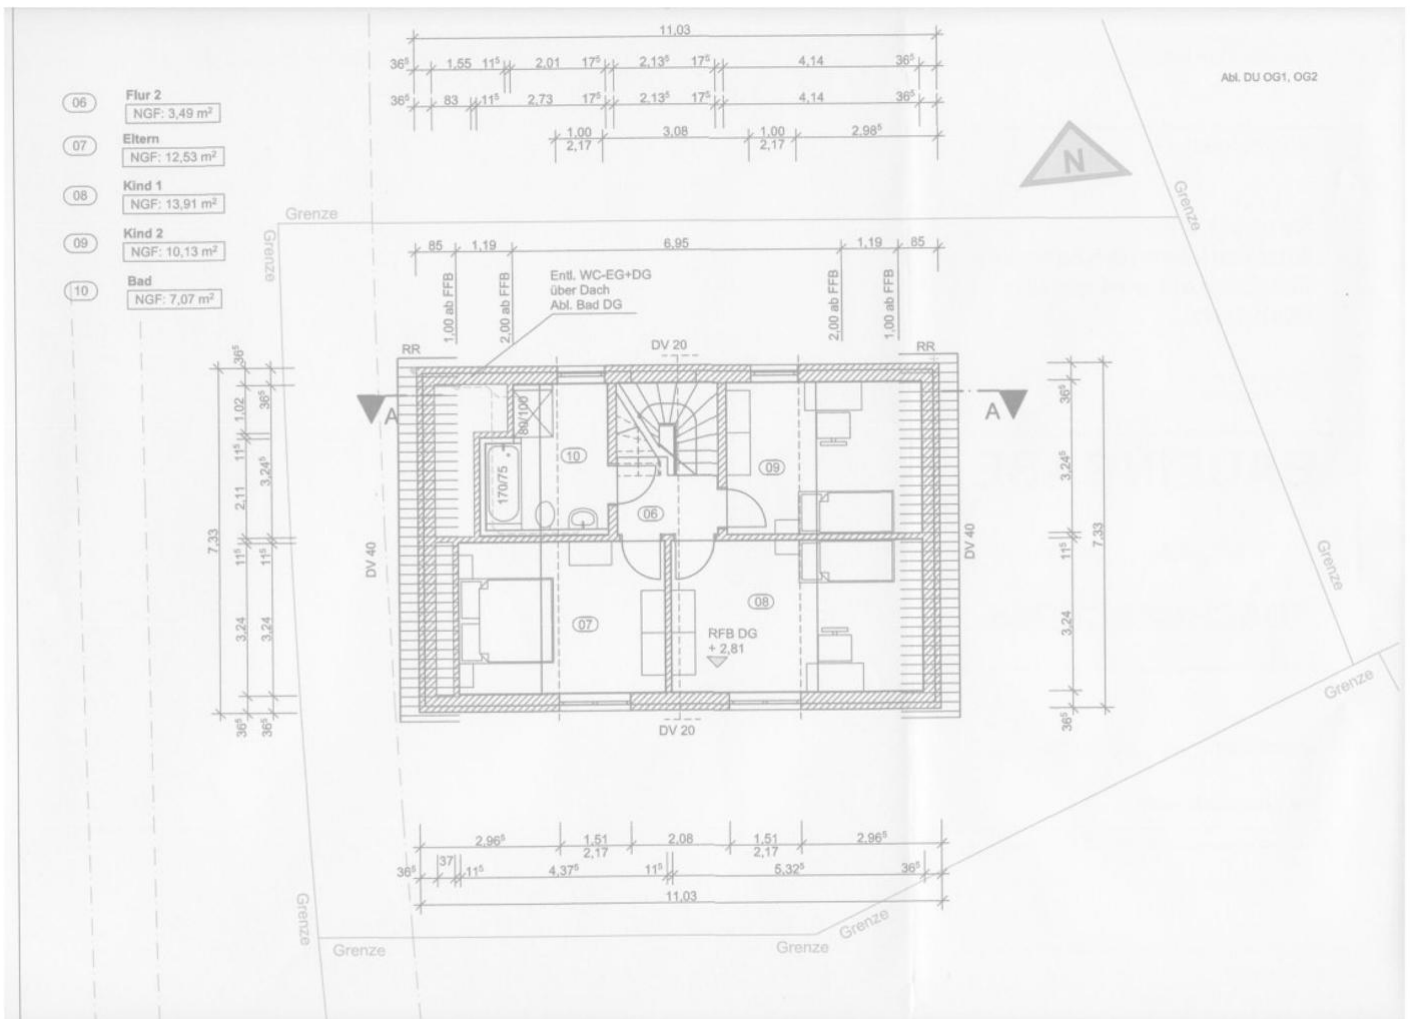 11,03
36⁵ 1,55 11⁵ 2,01 17⁵ 2,13⁵ 17⁵ 4,14 36⁵
Abl. DU OG1, OG2
36⁵ 83 11⁵ 2,73 17⁵ 2,13⁵ 17⁵ 4,14 36⁵
1,00 3,08 1,00 2,98⁵
2,17 2,17
06 Flur 2
NGF: 3,49 m²
07 Eltern
NGF: 12,53 m²
08 Kind 1
NGF: 13,91 m²
09 Kind 2
NGF: 10,13 m²
10 Bad
NGF: 7,07 m²
N
Grenze
Grenze
Grenze
85 1,19 6,95 1,19 85
1,00 ab FFB
2,00 ab FFB
2,00 ab FFB
1,00 ab FFB
Entl. WC-EG+DG
über Dach
Abl. Bad DG
RR
DV 20
RR
36⁵
1,02
11⁵
2,11
11⁵
3,24
36⁵
36⁵
3,24⁵
11⁵
3,24
36⁵
7,33
A
A
80/100
170/75
10
09
06
DV 40
DV 40
07
08
RFB DG
+ 2,81
DV 20
36⁵
3,24⁵
11⁵
3,24
36⁵
7,33
Grenze
Grenze
2,96⁵ 1,51 2,08 1,51 2,96⁵
2,17 2,17
36⁵ 37 11⁵ 4,37⁵ 11⁵ 5,32⁵ 36⁵
11,03
Grenze
Grenze
Grenze
Grenze